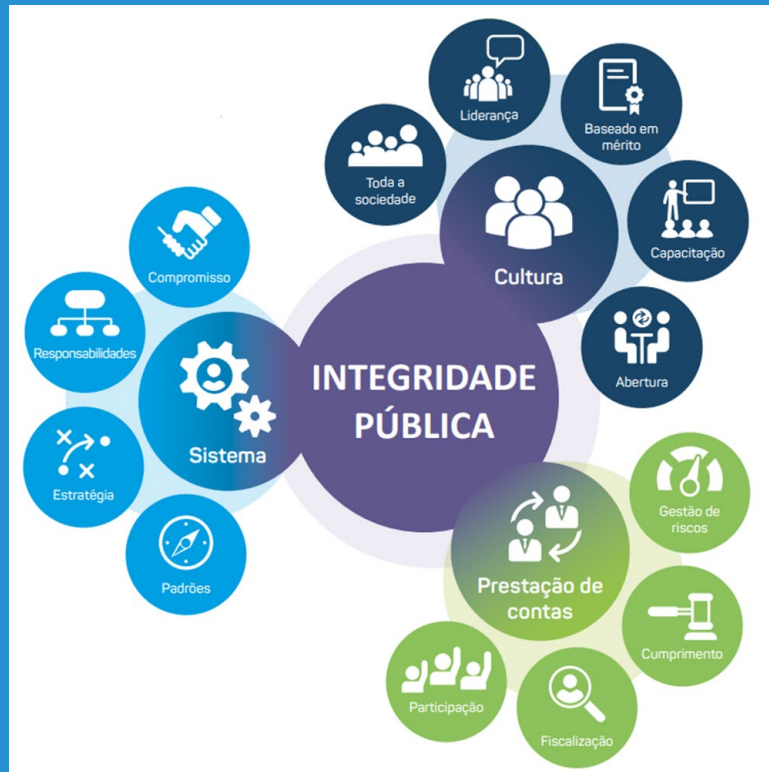 Liderança
Baseado em
mérito
Toda a
sociedade
Capacitação
Cultura
Abertura
Compromisso
Responsabilidades
Sistema
Estratégia
Padrões
INTEGRIDADE
PÚBLICA
Gestão de
riscos
Prestação de
contas
Cumprimento
Participação
Fiscalização